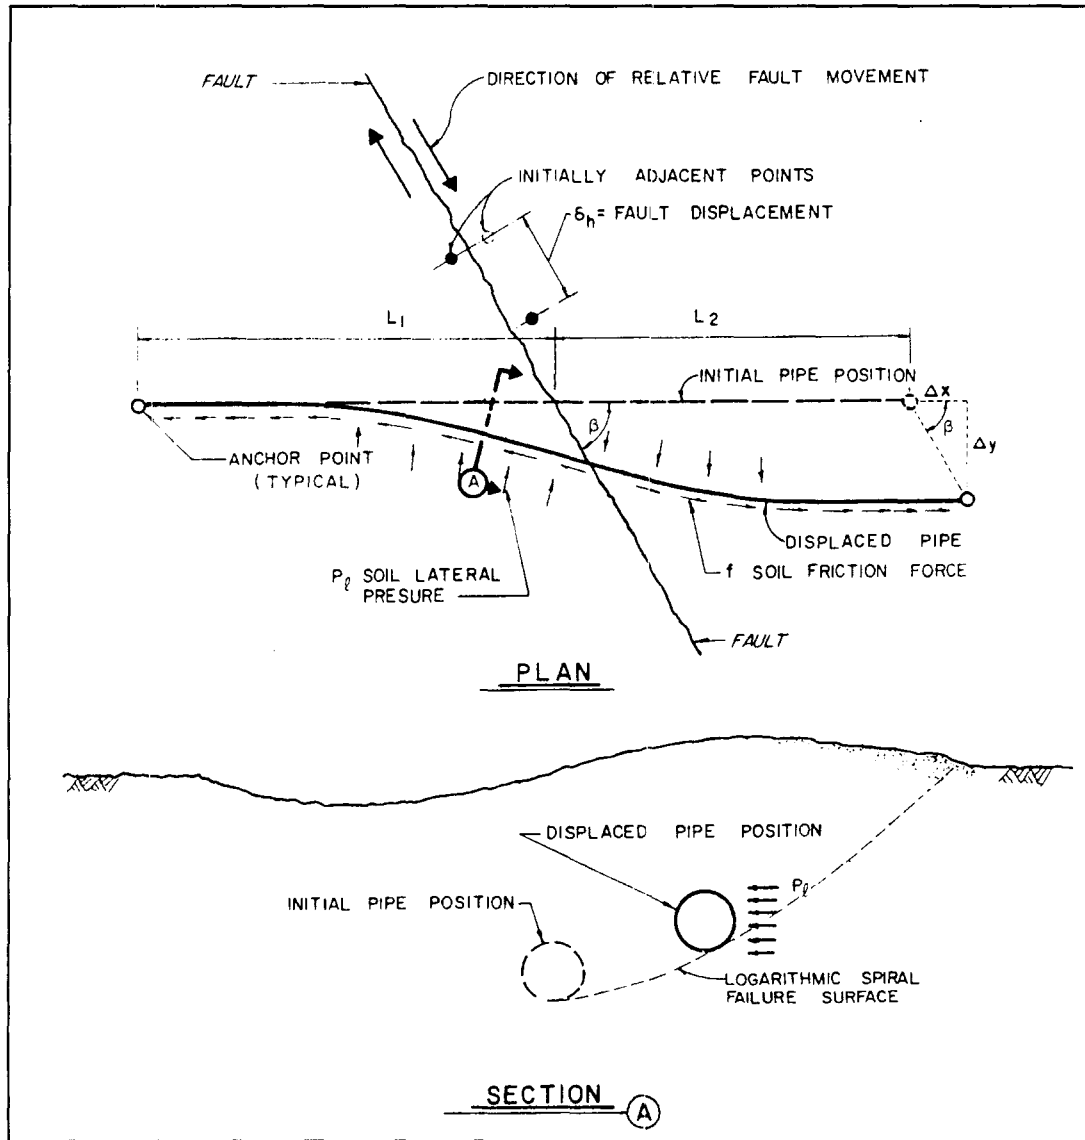 FAULT
DIRECTION OF RELATIVE FAULT MOVEMENT
INITIALLY ADJACENT POINTS
δh = FAULT DISPLACEMENT
L1
L2
INITIAL PIPE POSITION
Δx
β
β
Δy
ANCHOR POINT
(TYPICAL)
A
DISPLACED PIPE
f SOIL FRICTION FORCE
Pℓ SOIL LATERAL
PRESURE
FAULT
PLAN
DISPLACED PIPE POSITION
Pℓ
INITIAL PIPE POSITION
LOGARITHMIC SPIRAL
FAILURE SURFACE
SECTION A